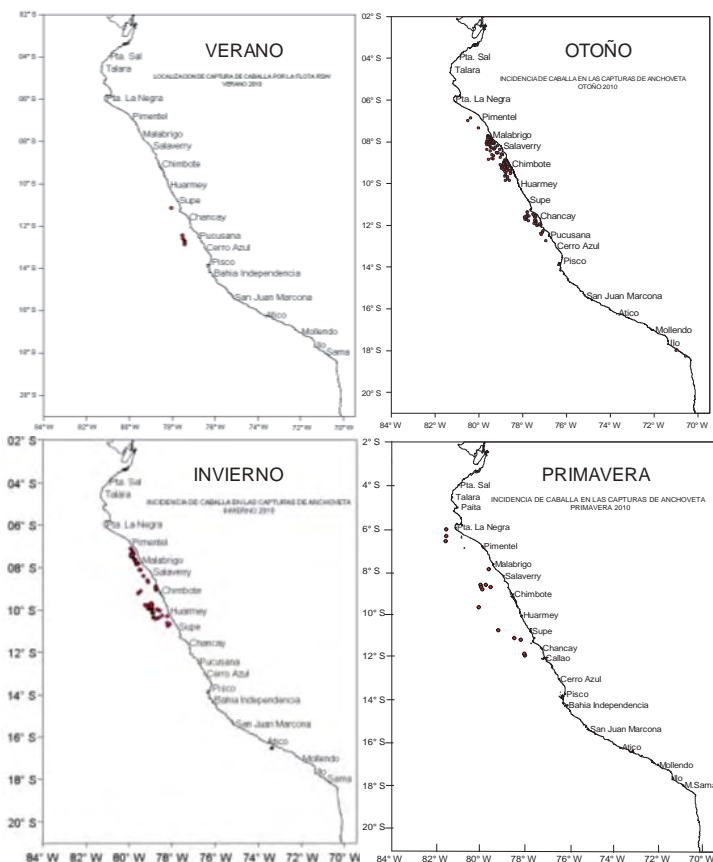 VERANO
LOCALIZACION DE CAPTURA DE CABALLA POR LA FLOTA
VERANO 2010
02° S
04° S
06° S
08° S
10° S
12° S
14° S
16° S
18° S
20° S
Pta. Sal
Talara
Pta. La Negra
Pimentel
Malabrigo
Salaverry
Chimbote
Huarmey
Supe
Chancay
Pucusana
Cerro Azul
Pisco
Bahia Independencia
San Juan Marcona
Atico
Mollendo
Ilo
Sama
84° W 82° W 80° W 78° W 76° W 74° W 72° W 70° W
OTOÑO
INCIDENCIA DE CABALLA EN LAS CAPTURAS DE ANCHOVETA
OTOÑO 2010
02° S
04° S
06° S
08° S
10° S
12° S
14° S
16° S
18° S
20° S
Pta. Sal
Talara
Pta. La Negra
Pimentel
Malabrigo
Salaverry
Chimbote
Huarmey
Supe
Chancay
Pucusana
Cerro Azul
Pisco
San Juan Marcona
Atico
Mollendo
Ilo
84° W 82° W 80° W 78° W 76° W 74° W 72° W 70° W
INVIERNO
INCIDENCIA DE CABALLA EN LAS CAPTURAS DE ANCHOVETA
INVIERNO 2010
02° S
04° S
06° S
08° S
10° S
12° S
14° S
16° S
18° S
20° S
Pta. Sal
Talara
Pta. La Negra
Pimentel
Malabrigo
Salaverry
Chimbote
Huarmey
Supe
Chancay
Pucusana
Cerro Azul
Pisco
Bahia Independencia
San Juan Marcona
Atico
Mollendo
Ilo
Sama
84° W 82° W 80° W 78° W 76° W 74° W 72° W 70° W
PRIMAVERA
INCIDENCIA DE CABALLA EN LAS CAPTURAS DE ANCHOVETA
PRIMAVERA 2010
2° S
4° S
6° S
8° S
10° S
12° S
14° S
16° S
18° S
20° S
Pta. Sal
Talara
Paita
Pta. La Negra
Pimentel
Malabrigo
Salaverry
Chimbote
Huarmey
Supe
Chancay
Callao
Cerro Azul
Pisco
Bahia Independencia
San Juan Marcona
Atico
Mollendo
Ilo
M.Sama
84° W 82° W 80° W 78° W 76° W 74° W 72° W 70° W